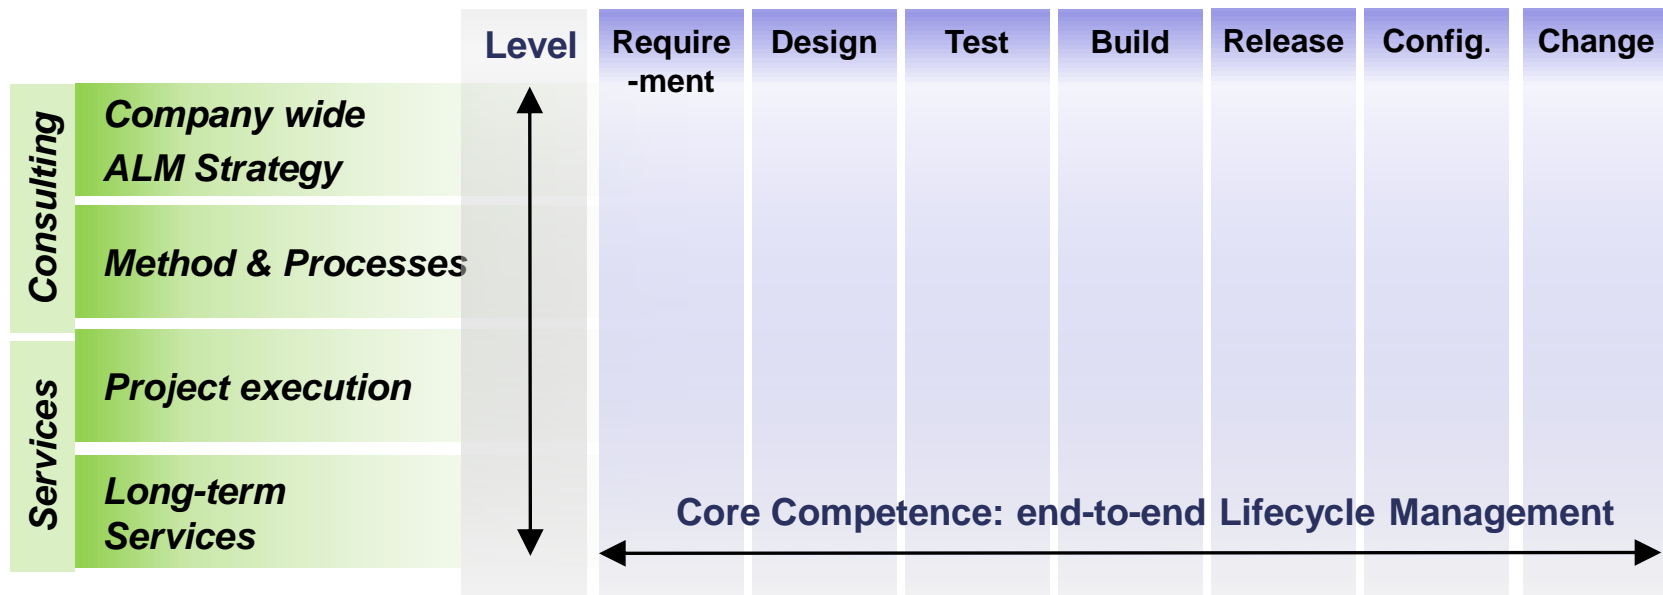 Level
Require
-ment
Design
Test
Build
Release
Config.
Change
Consulting
Company wide
ALM Strategy
Method & Processes
Services
Project execution
Long-term
Services
Core Competence: end-to-end Lifecycle Management